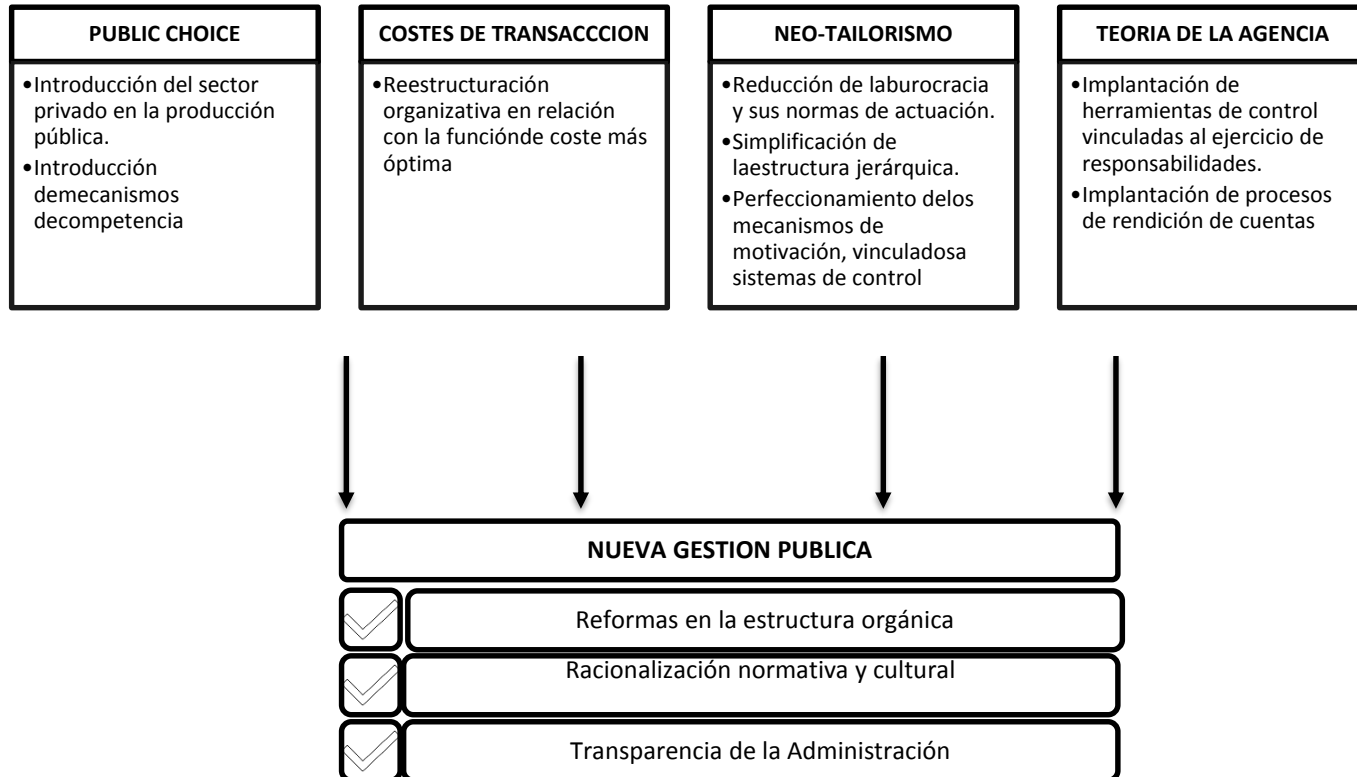 PUBLIC CHOICE
•Introducción del sector
privado en la producción
pública.
•Introducción
demecanismos
decompetencia
COSTES DE TRANSACCCION
•Reestructuración
organizativa en relación
con la funciónde coste más
óptima
NEO-TAILORISMO
•Reducción de laburocracia
y sus normas de actuación.
•Simplificación de
laestructura jerárquica.
•Perfeccionamiento delos
mecanismos de
motivación, vinculadosa
sistemas de control
TEORIA DE LA AGENCIA
•Implantación de
herramientas de control
vinculadas al ejercicio de
responsabilidades.
•Implantación de procesos
de rendición de cuentas
NUEVA GESTION PUBLICA
Reformas en la estructura orgánica
Racionalización normativa y cultural
Transparencia de la Administración